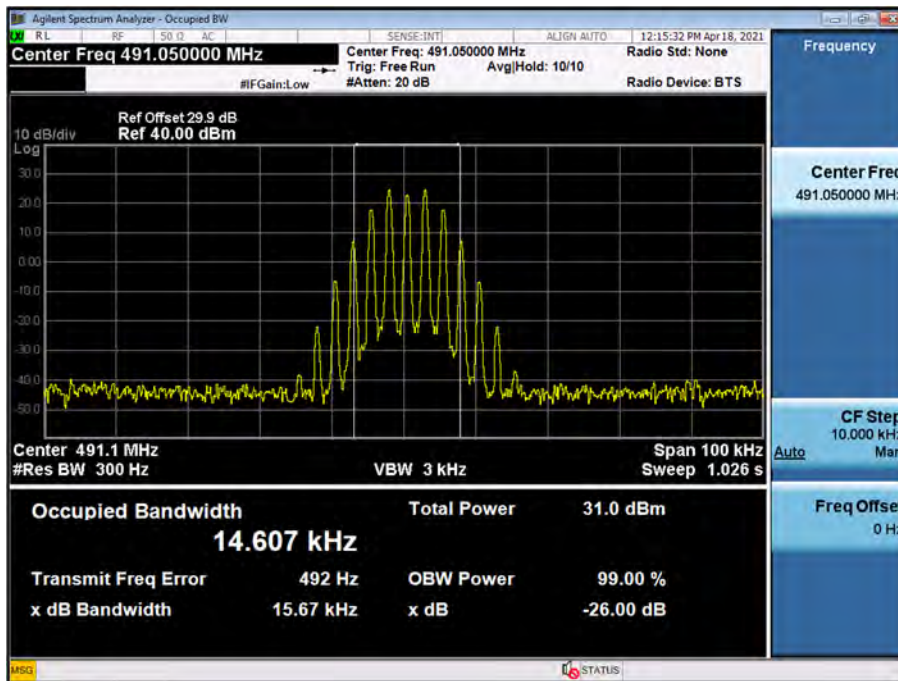 Agilent Spectrum Analyzer - Occupied BW
RL RF 50 Ω AC SENSE:INT ALIGN AUTO 12:15:32 PM Apr 18, 2021
Center Freq 491.050000 MHz
Center Freq: 491.050000 MHz Radio Std: None
Trig: Free Run Avg|Hold: 10/10
#IFGain:Low #Atten: 20 dB Radio Device: BTS
Frequency
Ref Offset 29.9 dB
10 dB/div Ref 40.00 dBm
Log
30.0
20.0
10.0
0.00
-10.0
-20.0
-30.0
-40.0
-50.0
Center 491.1 MHz Span 100 kHz
#Res BW 300 Hz VBW 3 kHz Sweep 1.026 s
Occupied Bandwidth Total Power 31.0 dBm
14.607 kHz
Transmit Freq Error 492 Hz OBW Power 99.00 %
x dB Bandwidth 15.67 kHz x dB -26.00 dB
Center Freq
491.050000 MHz
CF Step
10.000 kHz
Auto Man
Freq Offse
0 Hz
MSG STATUS